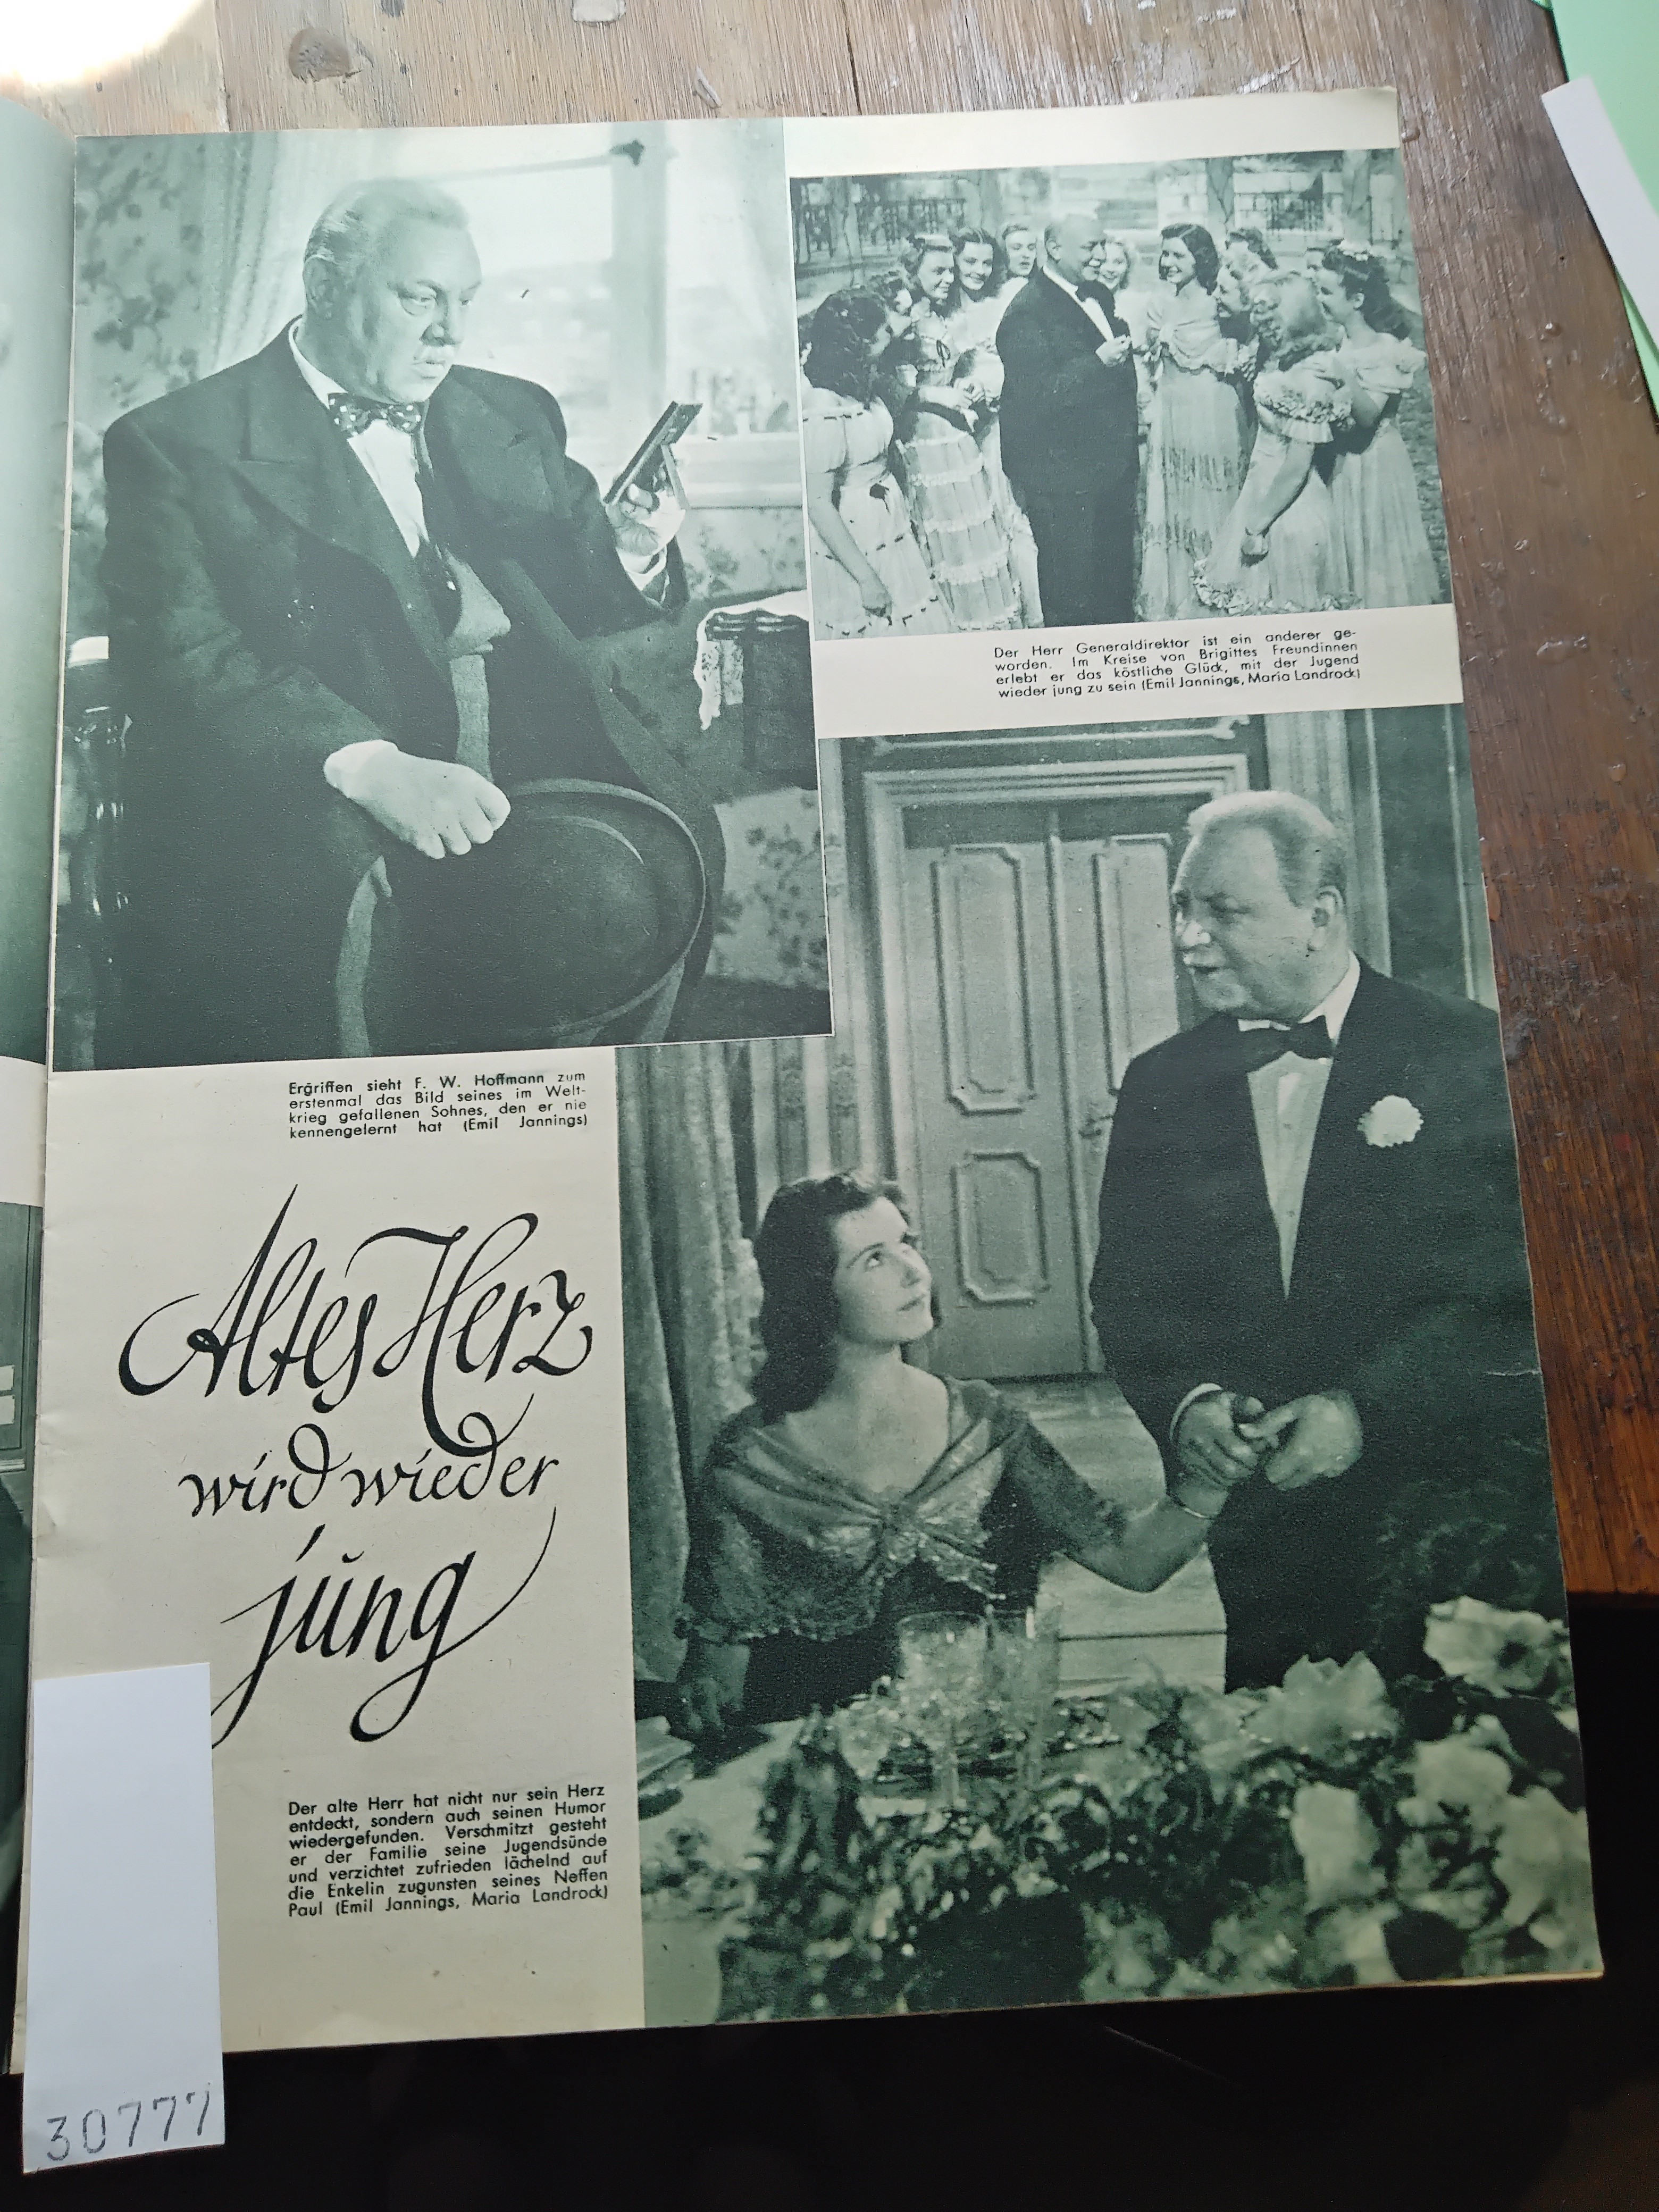 Der Herr Generaldirektor ist ein anderer ge-
worden. Im Kreise von Brigittes Freundinnen
erlebt er das köstliche Glück, mit der Jugend
wieder jung zu sein (Emil Jannings, Maria Landrock)
Ergriffen sieht F. W. Hoffmann zum
erstenmal das Bild seines im Welt-
krieg gefallenen Sohnes, den er nie
kennengelernt hat (Emil Jannings)
Altes Herz
wird wieder
jŭng
Der alte Herr hat nicht nur sein Herz
entdeckt, sondern auch seinen Humor
wiedergefunden. Verschmitzt gesteht
er der Familie seine Jugendsünde
und verzichtet zufrieden lächelnd auf
die Enkelin zugunsten seines Neffen
Paul (Emil Jannings, Maria Landrock)
30777